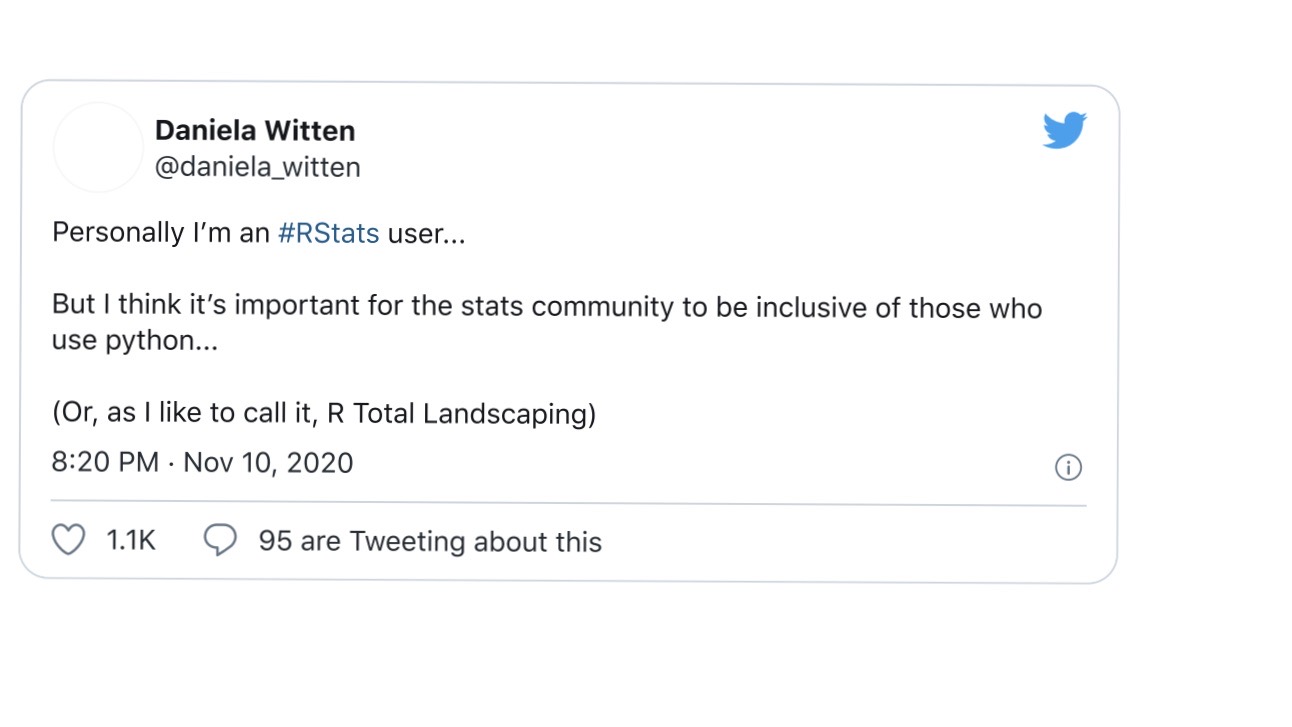 Daniela Witten
@daniela_witten
Personally I’m an #RStats user...
But I think it’s important for the stats community to be inclusive of those who
use python...
(Or, as I like to call it, R Total Landscaping)
8:20 PM · Nov 10, 2020
1.1K 95 are Tweeting about this